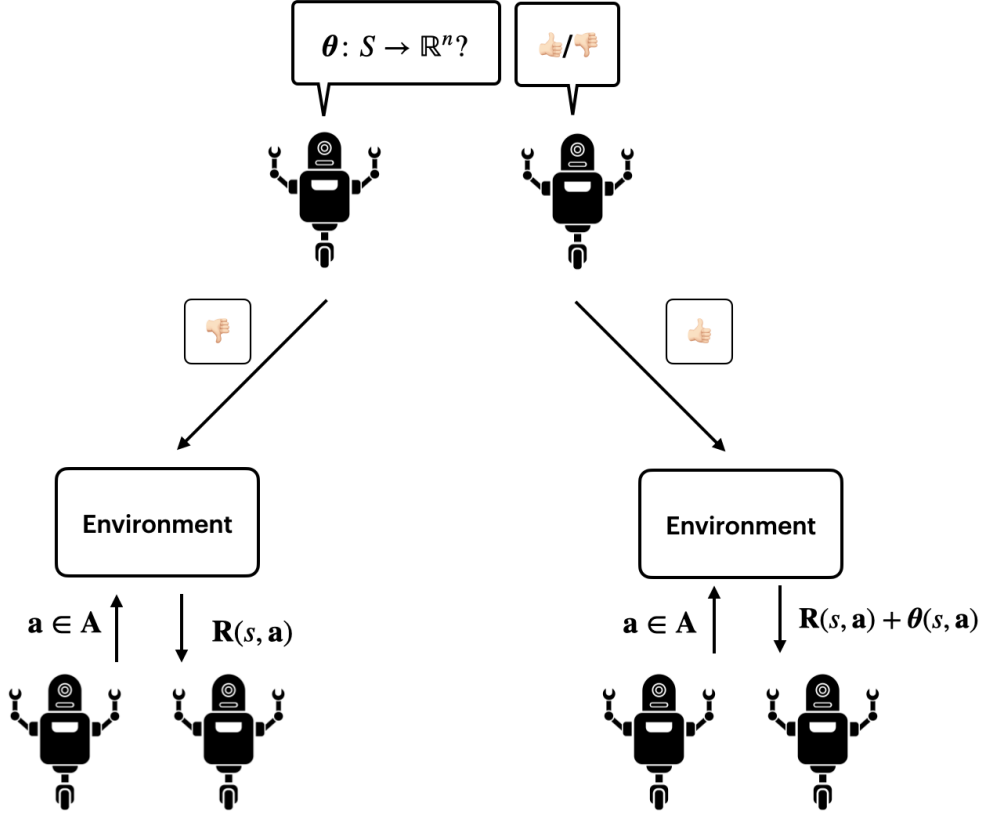 𝜽: S → ℝⁿ?
👍🏻/👎🏻
👎🏻
👍🏻
Environment
Environment
𝐚 ∈ 𝐀
𝐑(s, 𝐚)
𝐚 ∈ 𝐀
𝐑(s, 𝐚) + 𝜽(s, 𝐚)